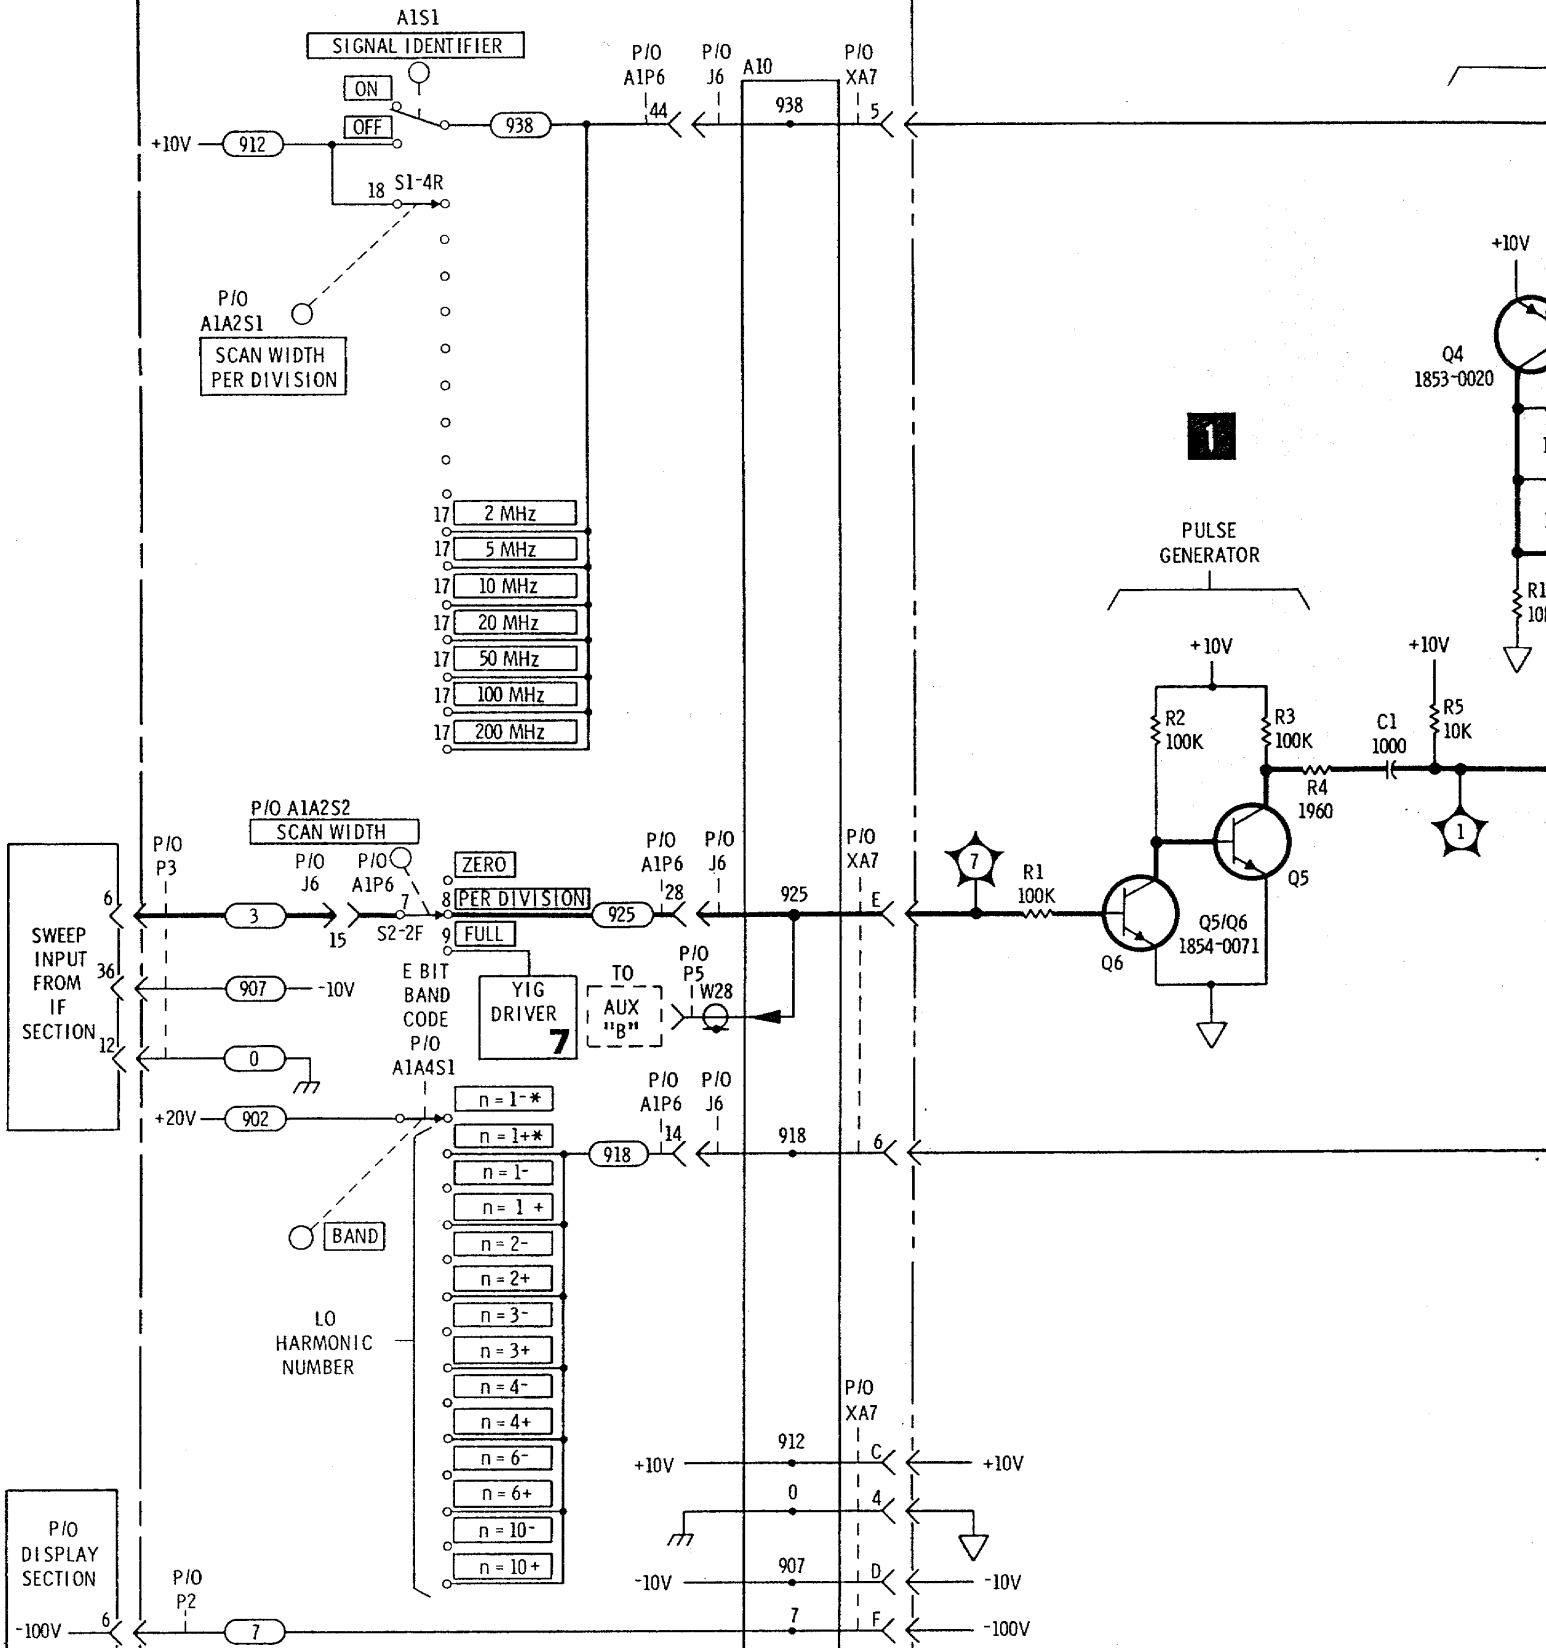 A1S1
SIGNAL IDENTIFIER
ON
OFF
+10V
912
938
P/O
A1P6
44
P/O
J6
A10
938
P/O
XA7
5
18
S1-4R
P/O
A1A2S1
SCAN WIDTH
PER DIVISION
17
2 MHz
17
5 MHz
17
10 MHz
17
20 MHz
17
50 MHz
17
100 MHz
17
200 MHz
+10V
Q4
1853-0020
1
PULSE
GENERATOR
+10V
R2
100K
R3
100K
R4
1960
C1
1000
+10V
R5
10K
1
Q5
Q5/Q6
1854-0071
Q6
R1
100K
7
P/O A1A2S2
SCAN WIDTH
P/O
P3
P/O
J6
P/O
A1P6
ZERO
PER DIVISION
FULL
6
3
15
7
S2-2F
8
9
925
P/O
A1P6
28
P/O
J6
925
P/O
XA7
E
SWEEP
INPUT
FROM
IF
SECTION
36
907
-10V
12
0
E BIT
BAND
CODE
P/O
A1A4S1
YIG
DRIVER
7
TO
AUX
"B"
P/O
P5
W28
+20V
902
n = 1-*
n = 1+*
n = 1-
n = 1 +
n = 2-
n = 2+
n = 3-
n = 3+
n = 4-
n = 4+
n = 6-
n = 6+
n = 10-
n = 10+
918
P/O
A1P6
14
P/O
J6
918
6
BAND
LO
HARMONIC
NUMBER
P/O
XA7
+10V
912
C
+10V
0
4
-10V
907
D
-10V
7
F
-100V
P/O
DISPLAY
SECTION
-100V
6
P/O
P2
7